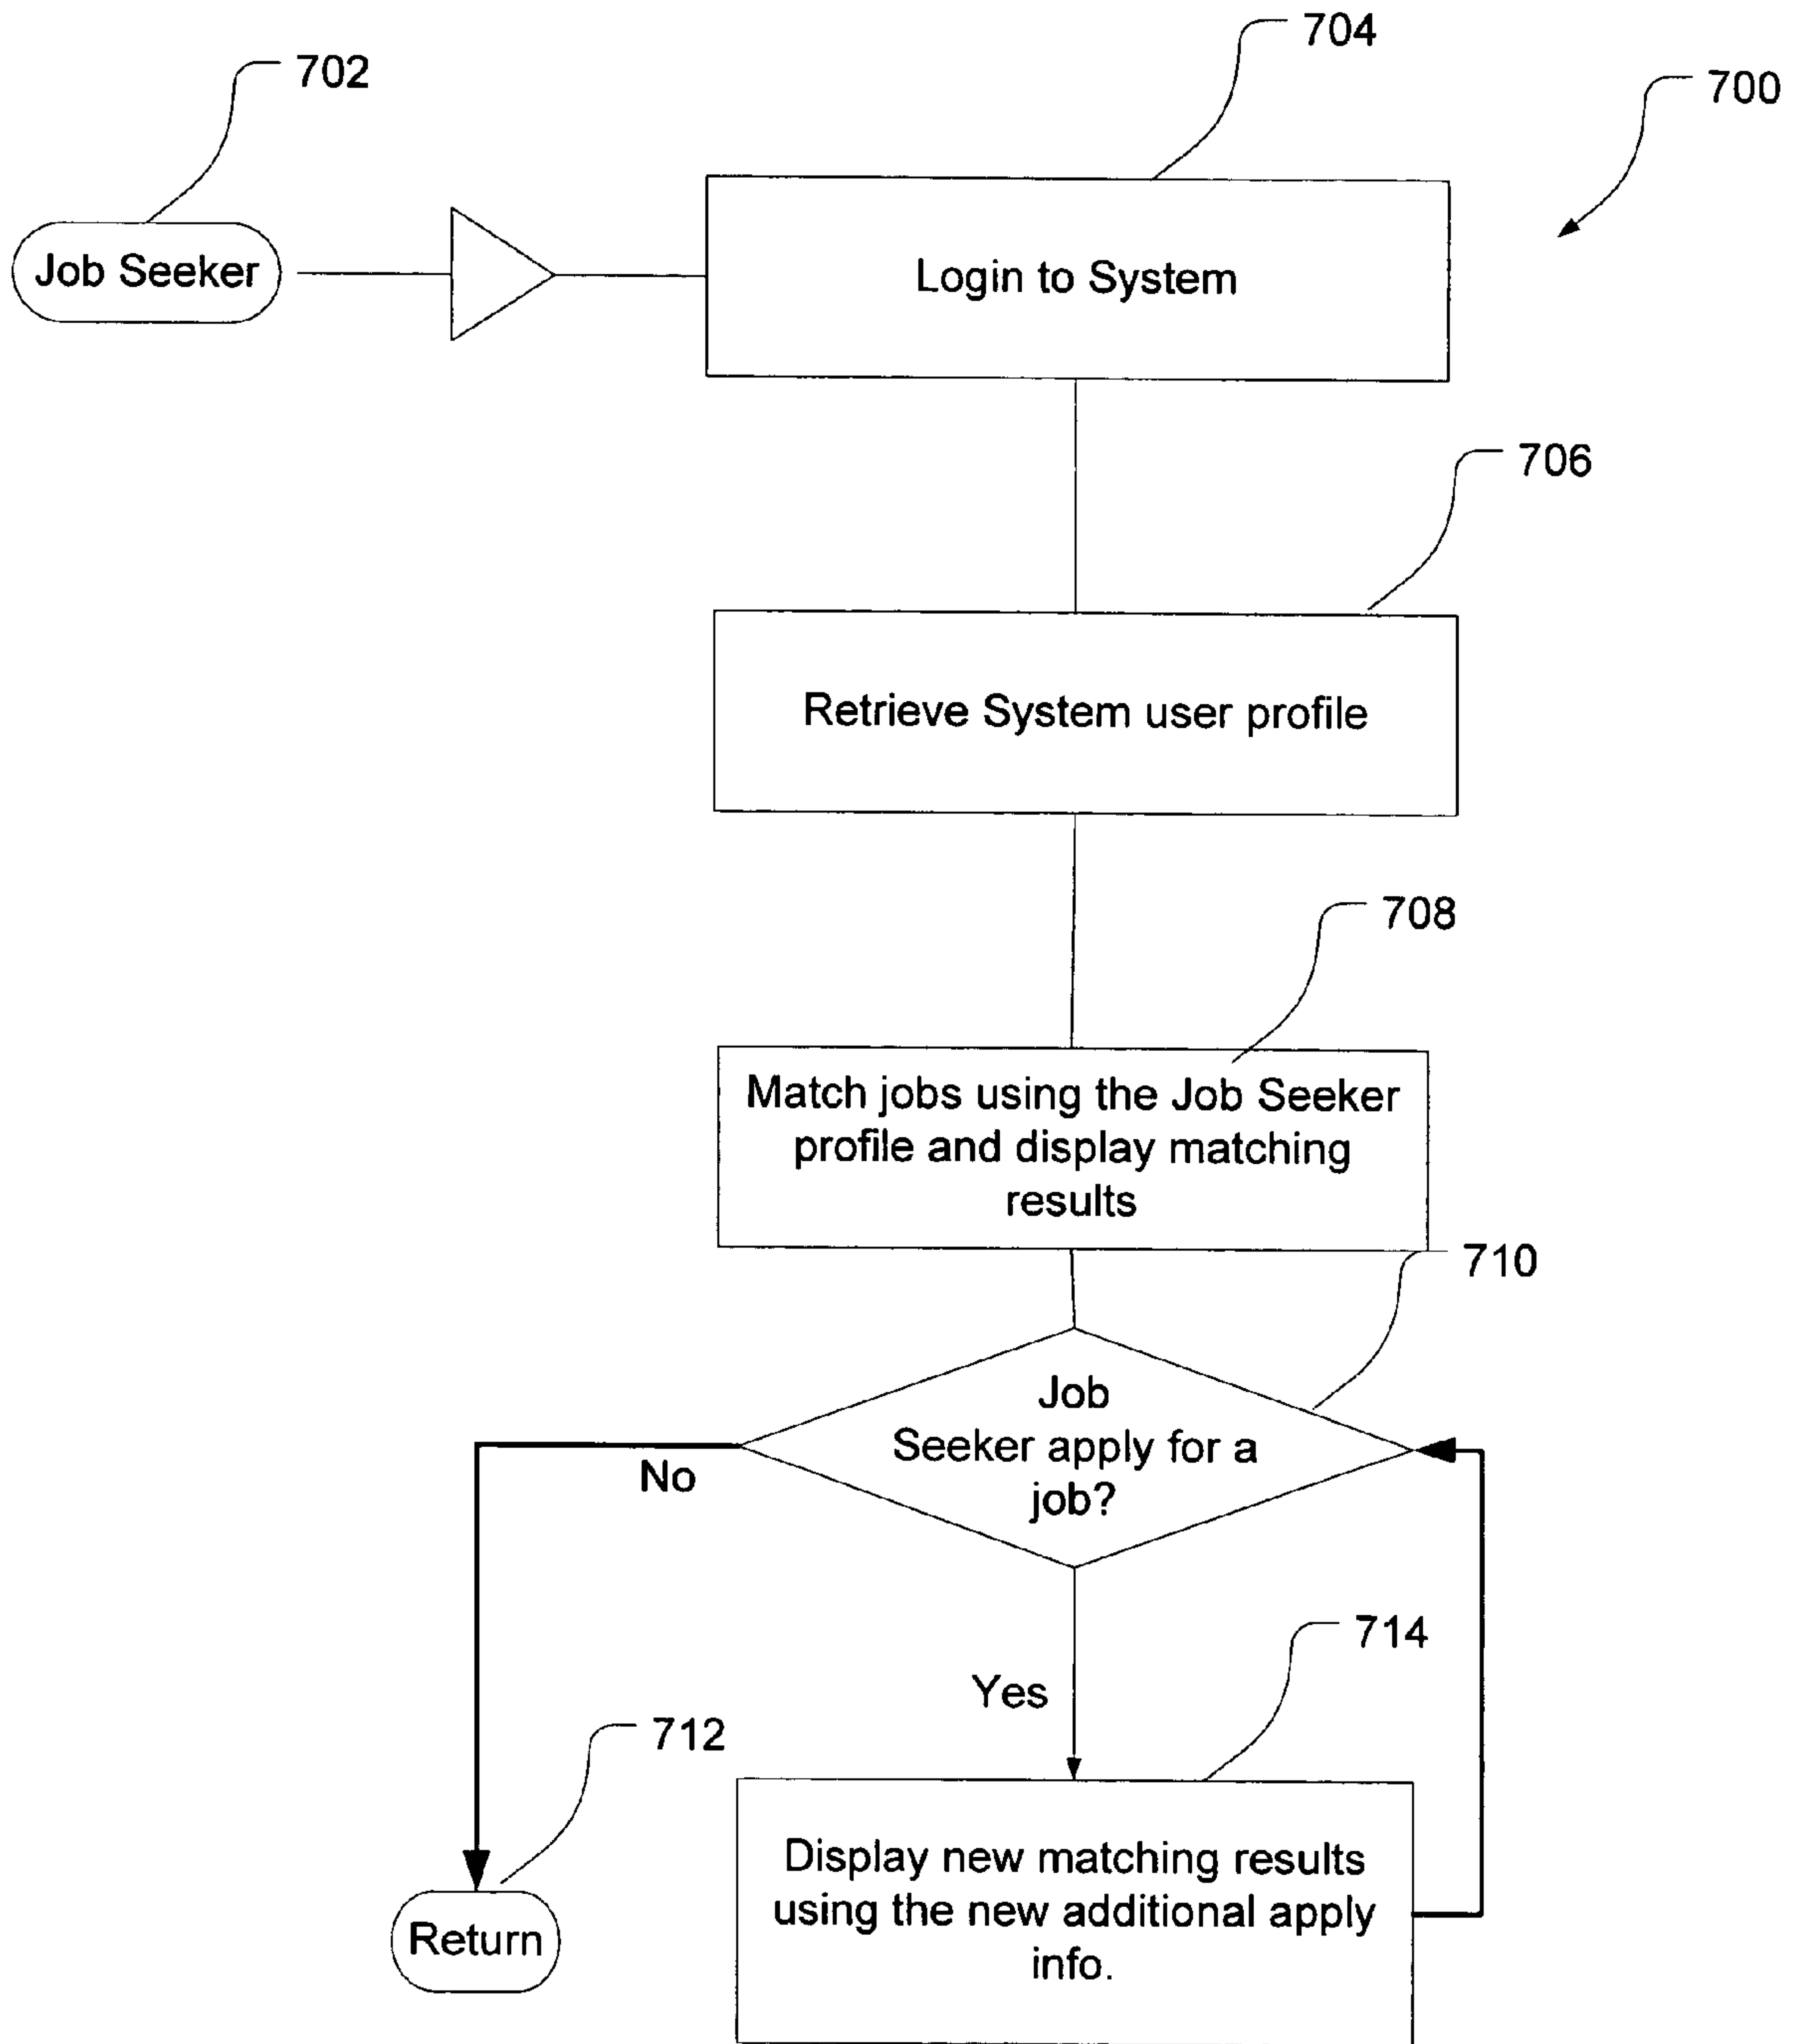 704
702
700
Job Seeker
Login to System
706
Retrieve System user profile
708
Match jobs using the Job Seeker
profile and display matching
results
710
Job
Seeker apply for a
job?
No
714
Yes
712
Display new matching results
using the new additional apply
info.
Return